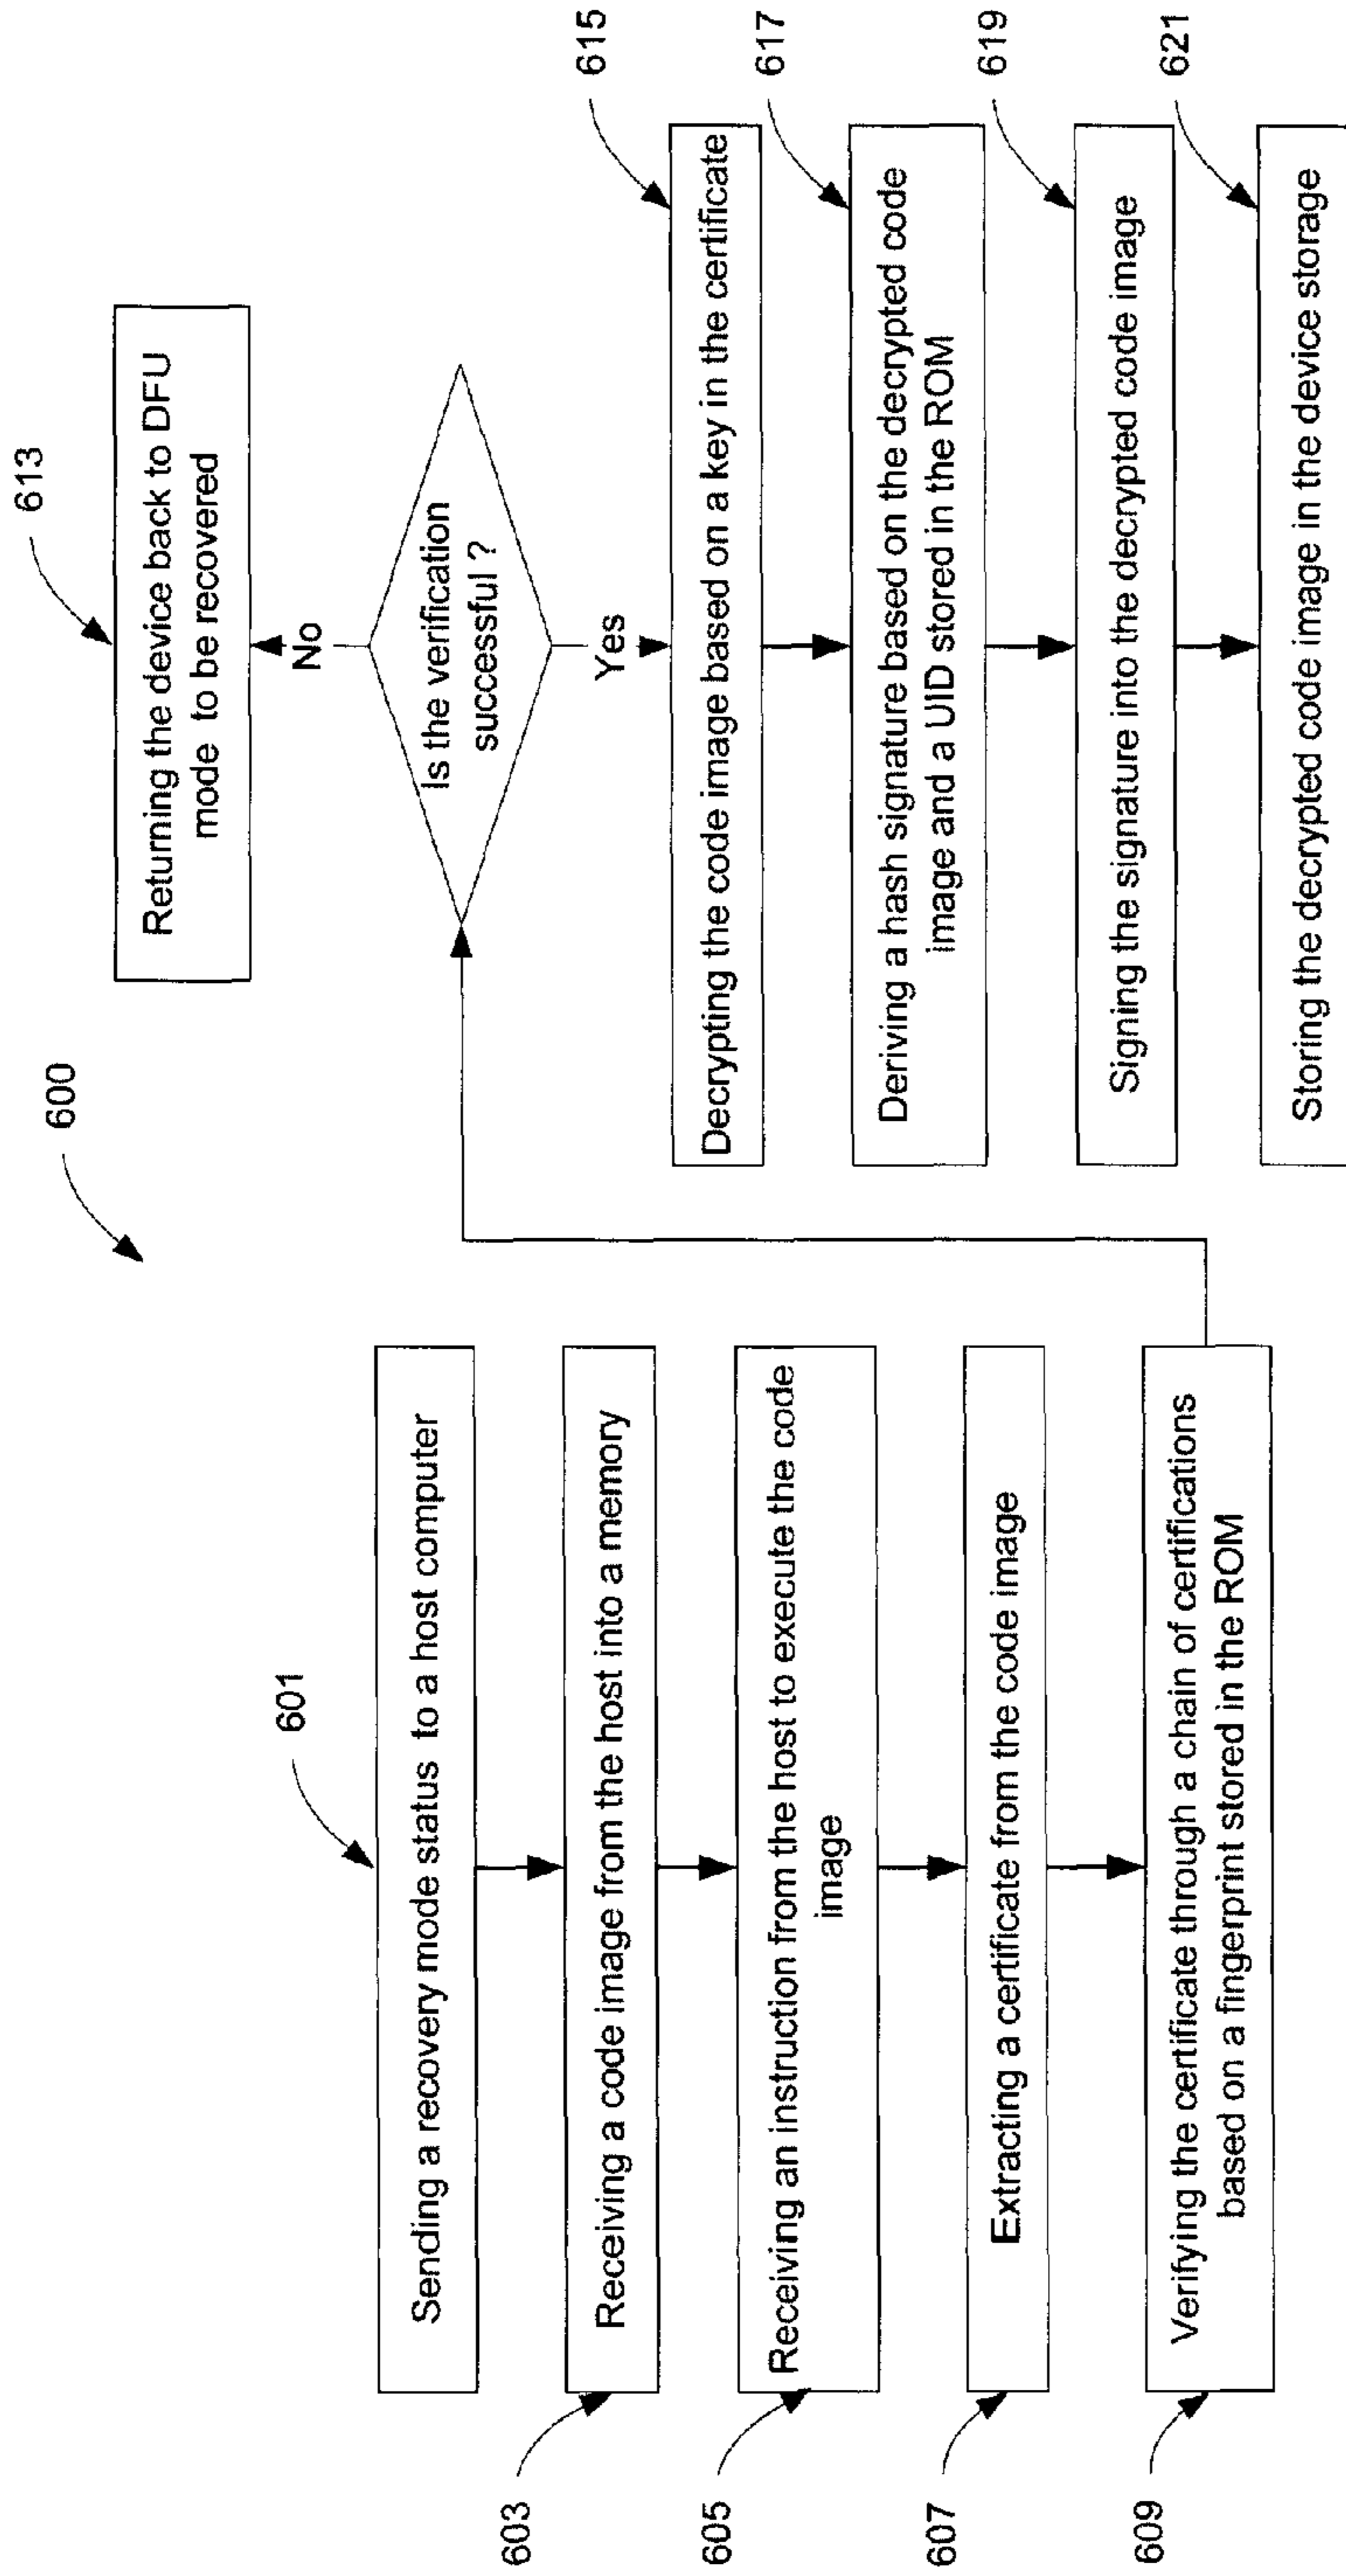 600
601
Sending a recovery mode status to a host computer
603
Receiving a code image from the host into a memory
605
Receiving an instruction from the host to execute the code
image
607
Extracting a certificate from the code image
609
Verifying the certificate through a chain of certifications
based on a fingerprint stored in the ROM
613
Returning the device back to DFU
mode to be recovered
No
Is the verification
successful ?
Yes
615
Decrypting the code image based on a key in the certificate
617
Deriving a hash signature based on the decrypted code
image and a UID stored in the ROM
619
Signing the signature into the decrypted code image
621
Storing the decrypted code image in the device storage